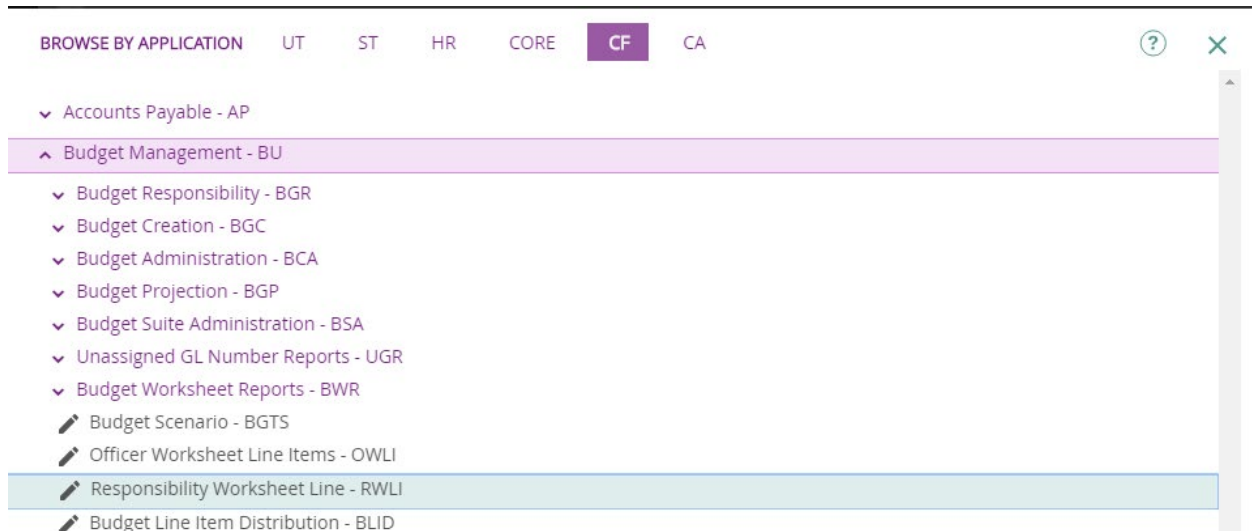 BROWSE BY APPLICATION UT ST HR CORE CF CA ?
Accounts Payable - AP
Budget Management - BU
Budget Responsibility - BGR
Budget Creation - BGC
Budget Administration - BCA
Budget Projection - BGP
Budget Suite Administration - BSA
Unassigned GL Number Reports - UGR
Budget Worksheet Reports - BWR
Budget Scenario - BGTS
Officer Worksheet Line Items - OWLI
Responsibility Worksheet Line - RWLI
Budget Line Item Distribution - BLID